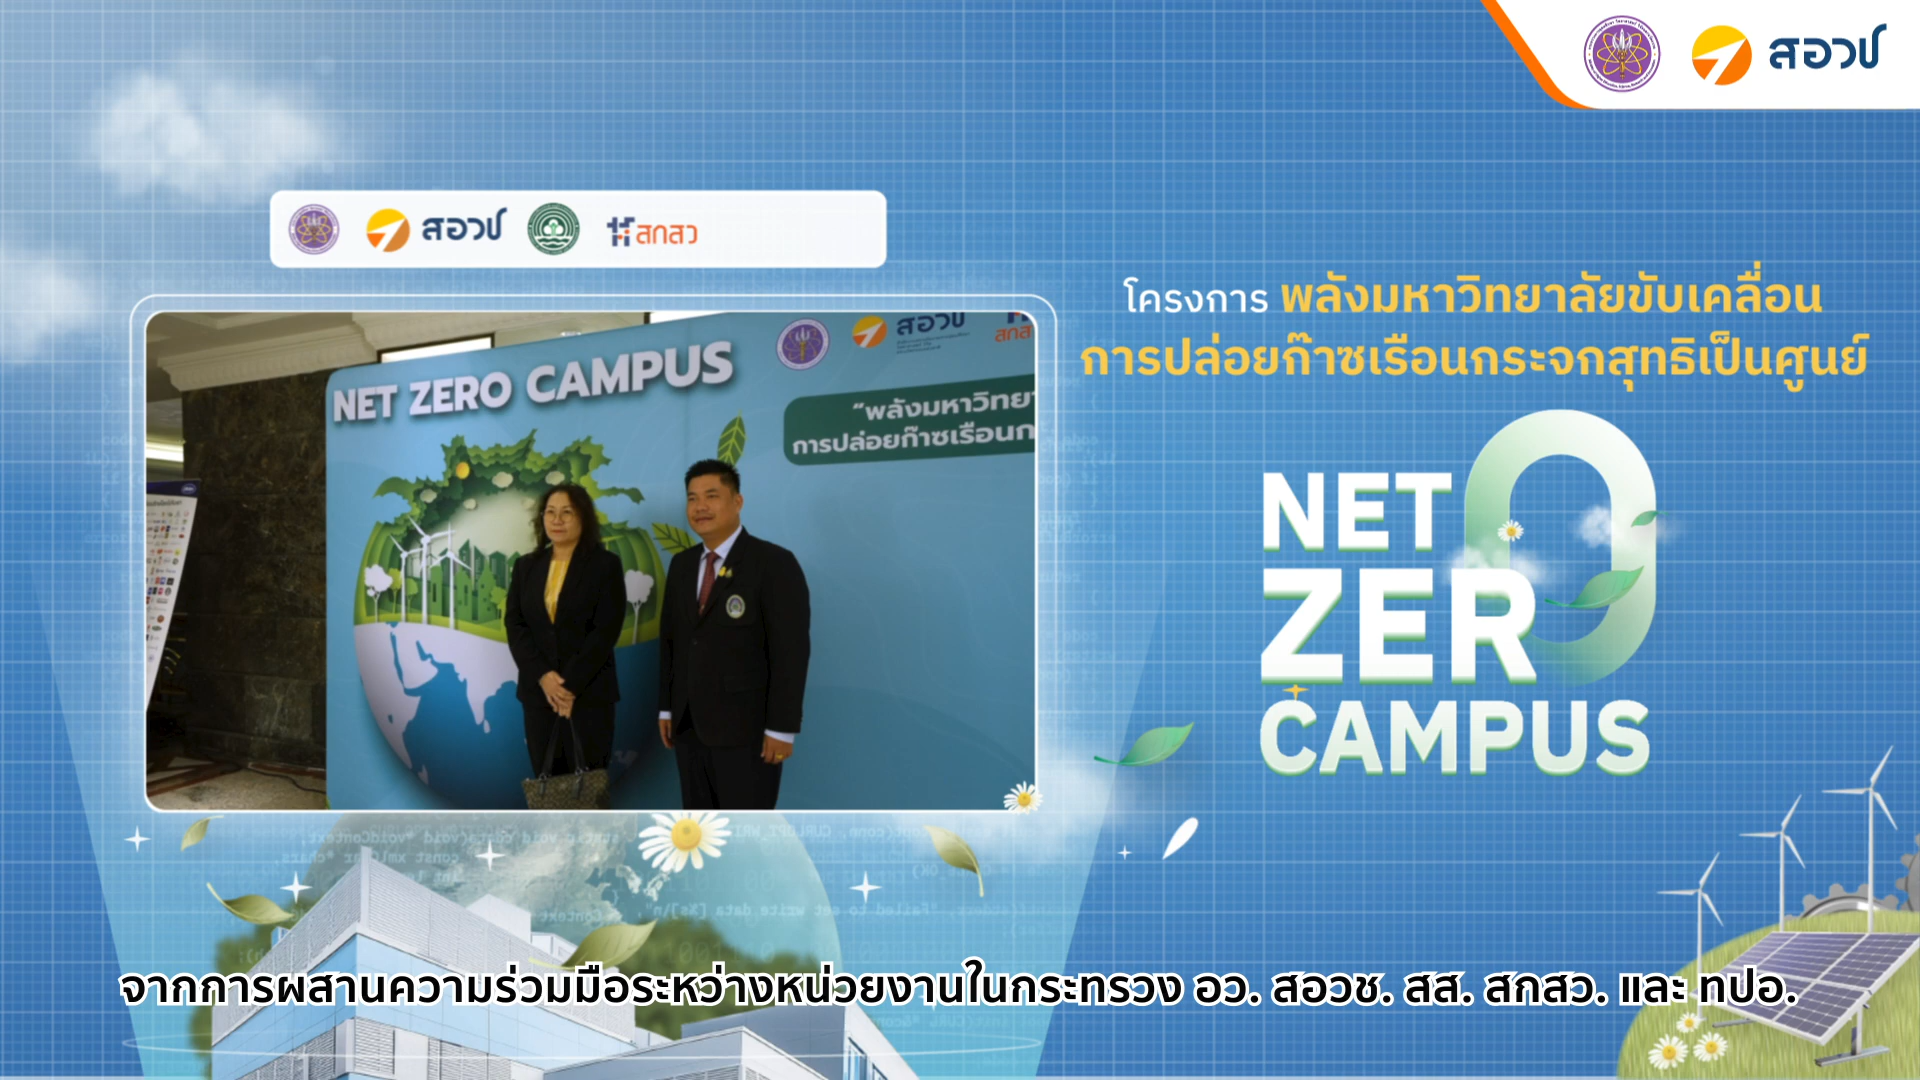 สอวช
สอวช
สกสว
โครงการ พลังมหาวิทยาลัยขับเคลื่อน
การปล่อยก๊าซเรือนกระจกสุทธิเป็นศูนย์
NET ZERO CAMPUS
สอวช
สกส
“พลังมหาวิทย
การปล่อยก๊าซเรือนก
NET
ZERO
CAMPUS
จากการผสานความร่วมมือระหว่างหน่วยงานในกระทรวง อว. สอวช. สส. สกสว. และ ทปอ.